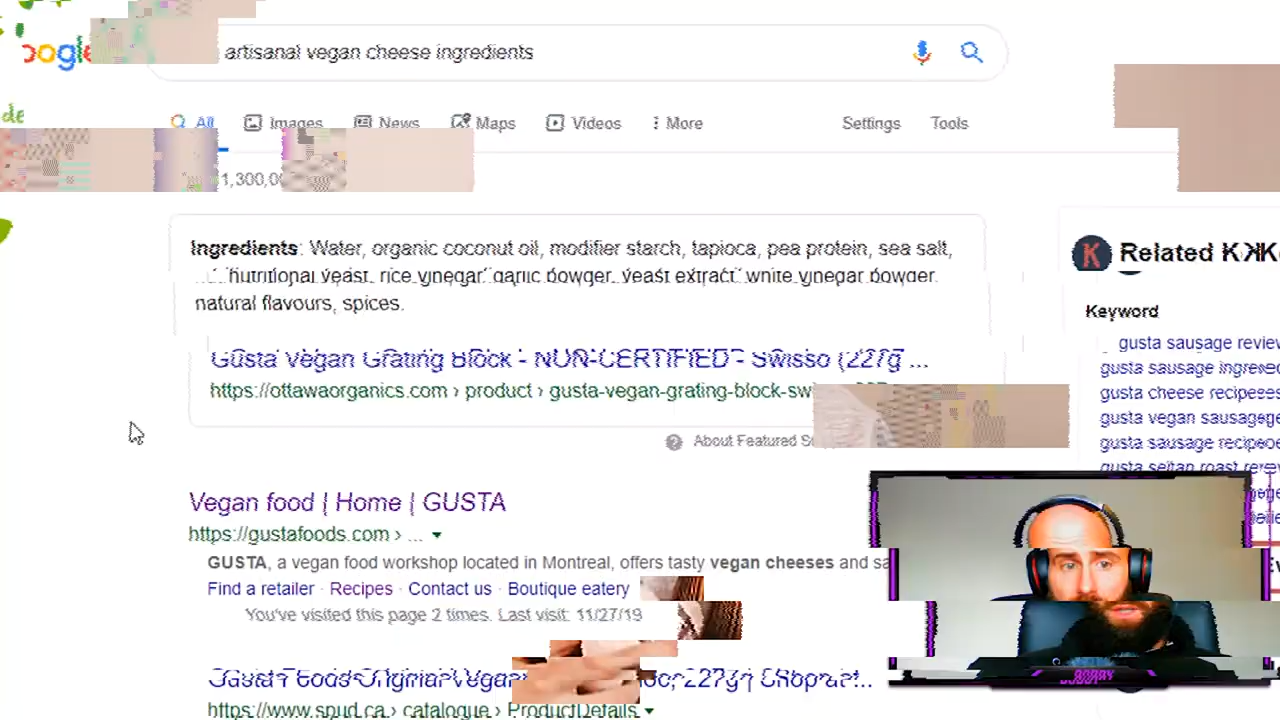 artisanal vegan cheese ingredients
de
All Images News Maps Videos More Settings Tools
Ingredients: Water, organic coconut oil, modifier starch, tapioca, pea protein, sea salt,
nutritional yeast, rice vinegar garlic powder, yeast extract white vinegar powder,
natural flavours, spices.
Gusta Vegan Grating Block - NON-CERTIFIED - Swisso (227g ...
https://ottawaorganics.com › product › gusta-vegan-grating-block-sw
About Featured
Vegan food | Home | GUSTA
https://gustafoods.com › ...
GUSTA, a vegan food workshop located in Montreal, offers tasty vegan cheeses and
Find a retailer · Recipes · Contact us · Boutique eatery
You've visited this page 2 times. Last visit: 11/27/19
https://www.spud.ca › catalogue › ProductDetails
K Related
Keyword
gusta sausage review
gusta sausage
gusta cheese
gusta vegan
gusta sausage
gusta seitan roast